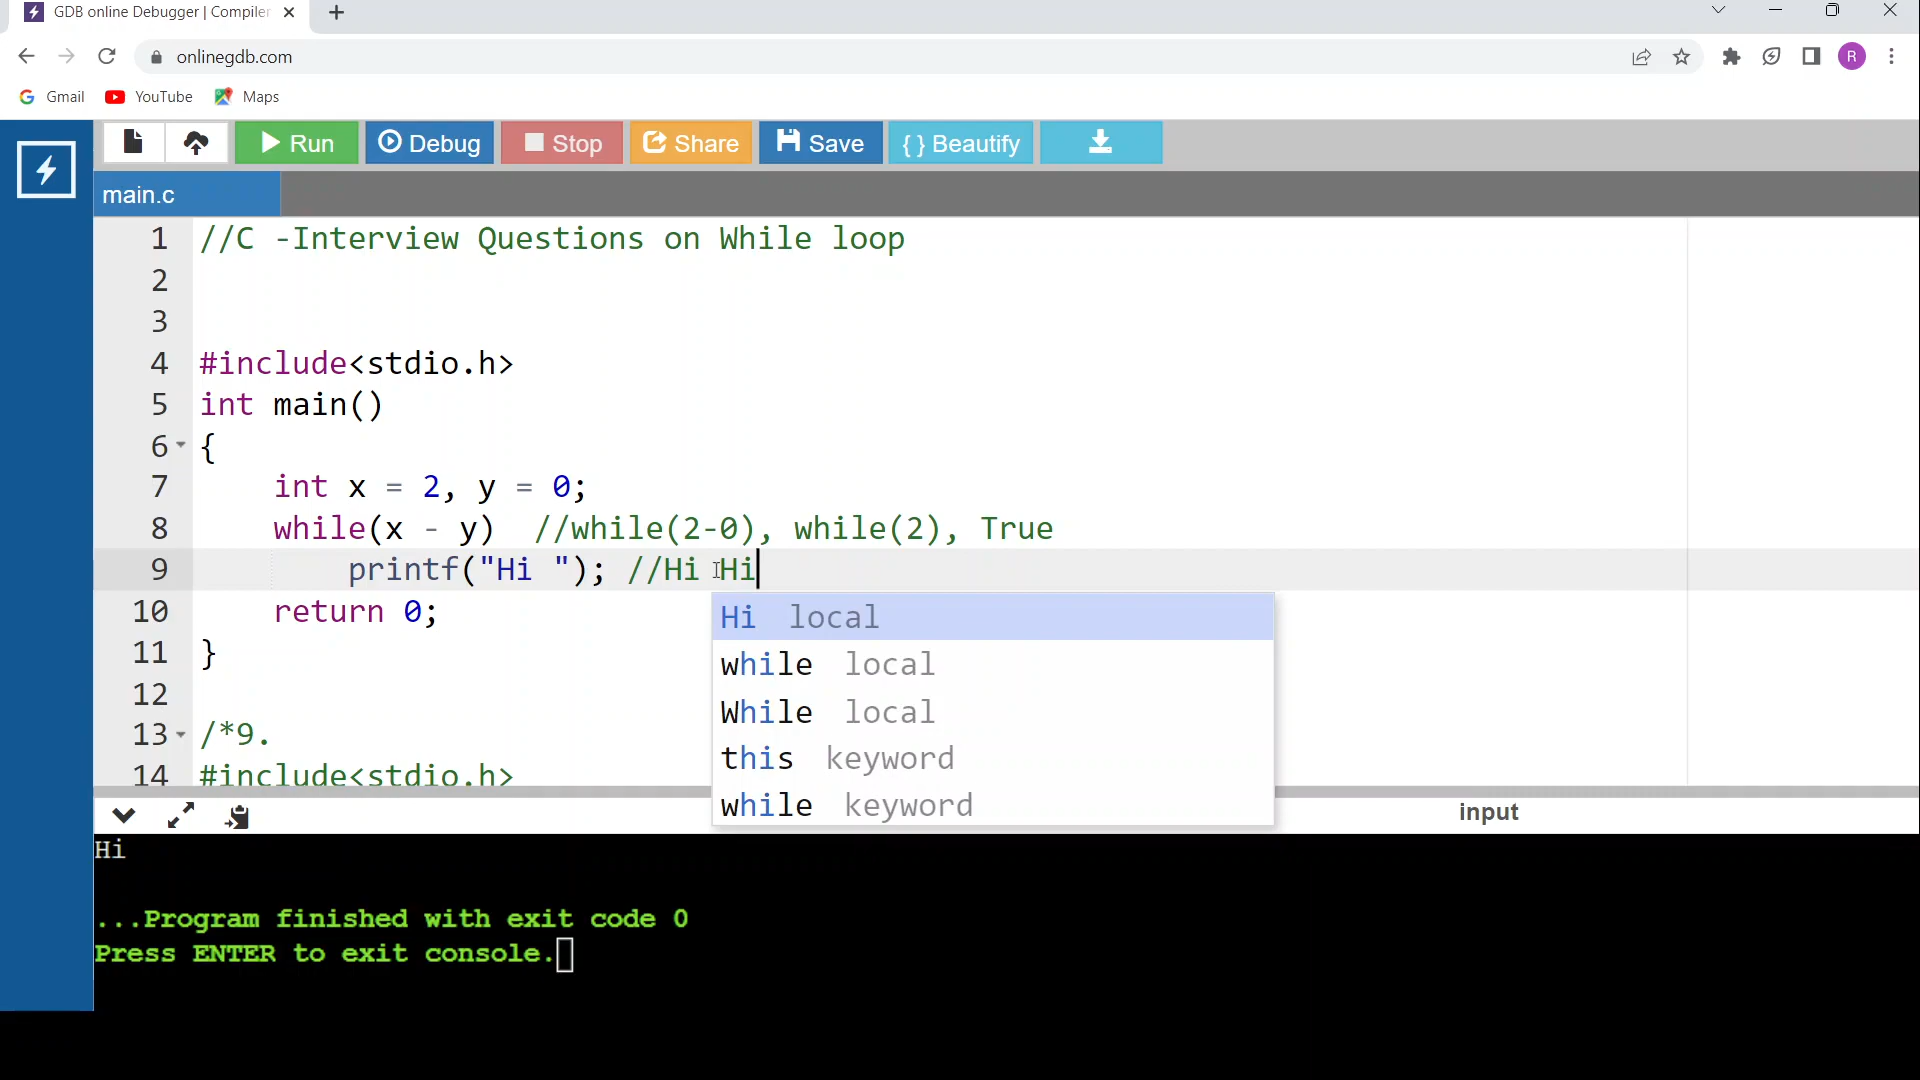 GDB online Debugger | Compiler
onlinegdb.com
R
Gmail YouTube Maps
Run Debug Stop Share Save { } Beautify
main.c
1 //C -Interview Questions on While loop
2
3
4 #include<stdio.h>
5 int main()
6 {
7 int x = 2, y = 0;
8 while(x - y) //while(2-0), while(2), True
9 printf("Hi "); //Hi Hi
10 return 0;
11 }
12
13 /*9.
14 #include<stdio.h>
Hi local
while local
While local
this keyword
while keyword
input
Hi
...Program finished with exit code 0
Press ENTER to exit console.